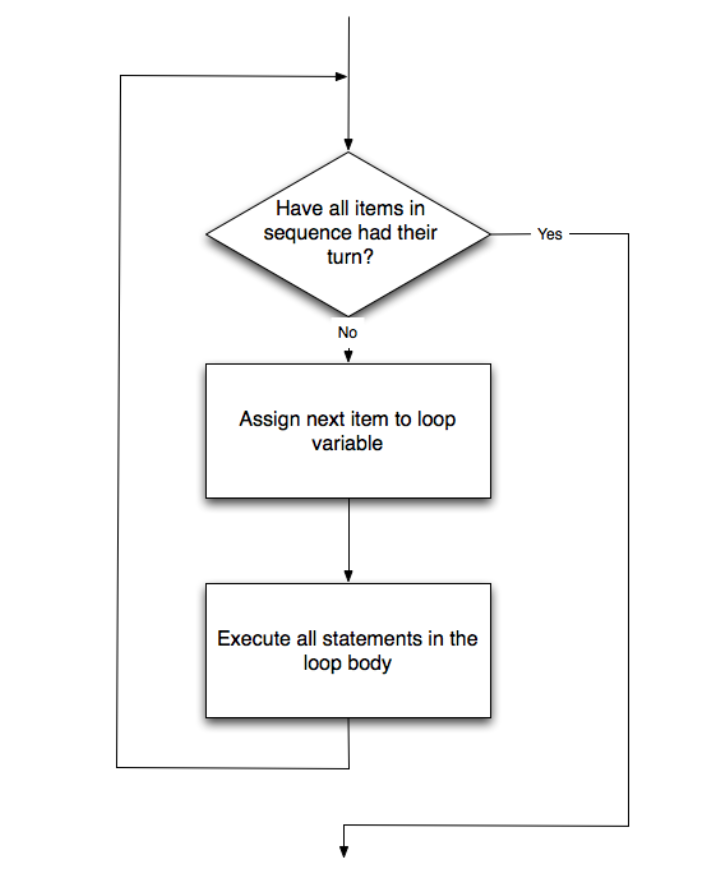 Have all items in
sequence had their
turn?
Yes
No
Assign next item to loop
variable
Execute all statements in the
loop body